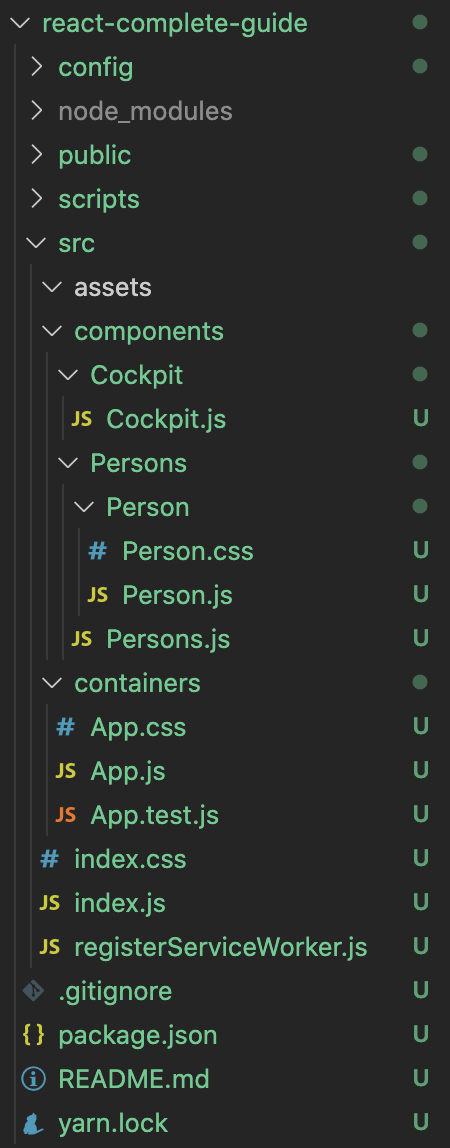 react-complete-guide
config
node_modules
public
scripts
src
assets
components
Cockpit
JS Cockpit.js U
Persons
Person
# Person.css U
JS Person.js U
JS Persons.js U
containers
# App.css U
JS App.js U
JS App.test.js U
# index.css U
JS index.js U
JS registerServiceWorker.js U
.gitignore U
{} package.json U
README.md U
yarn.lock U